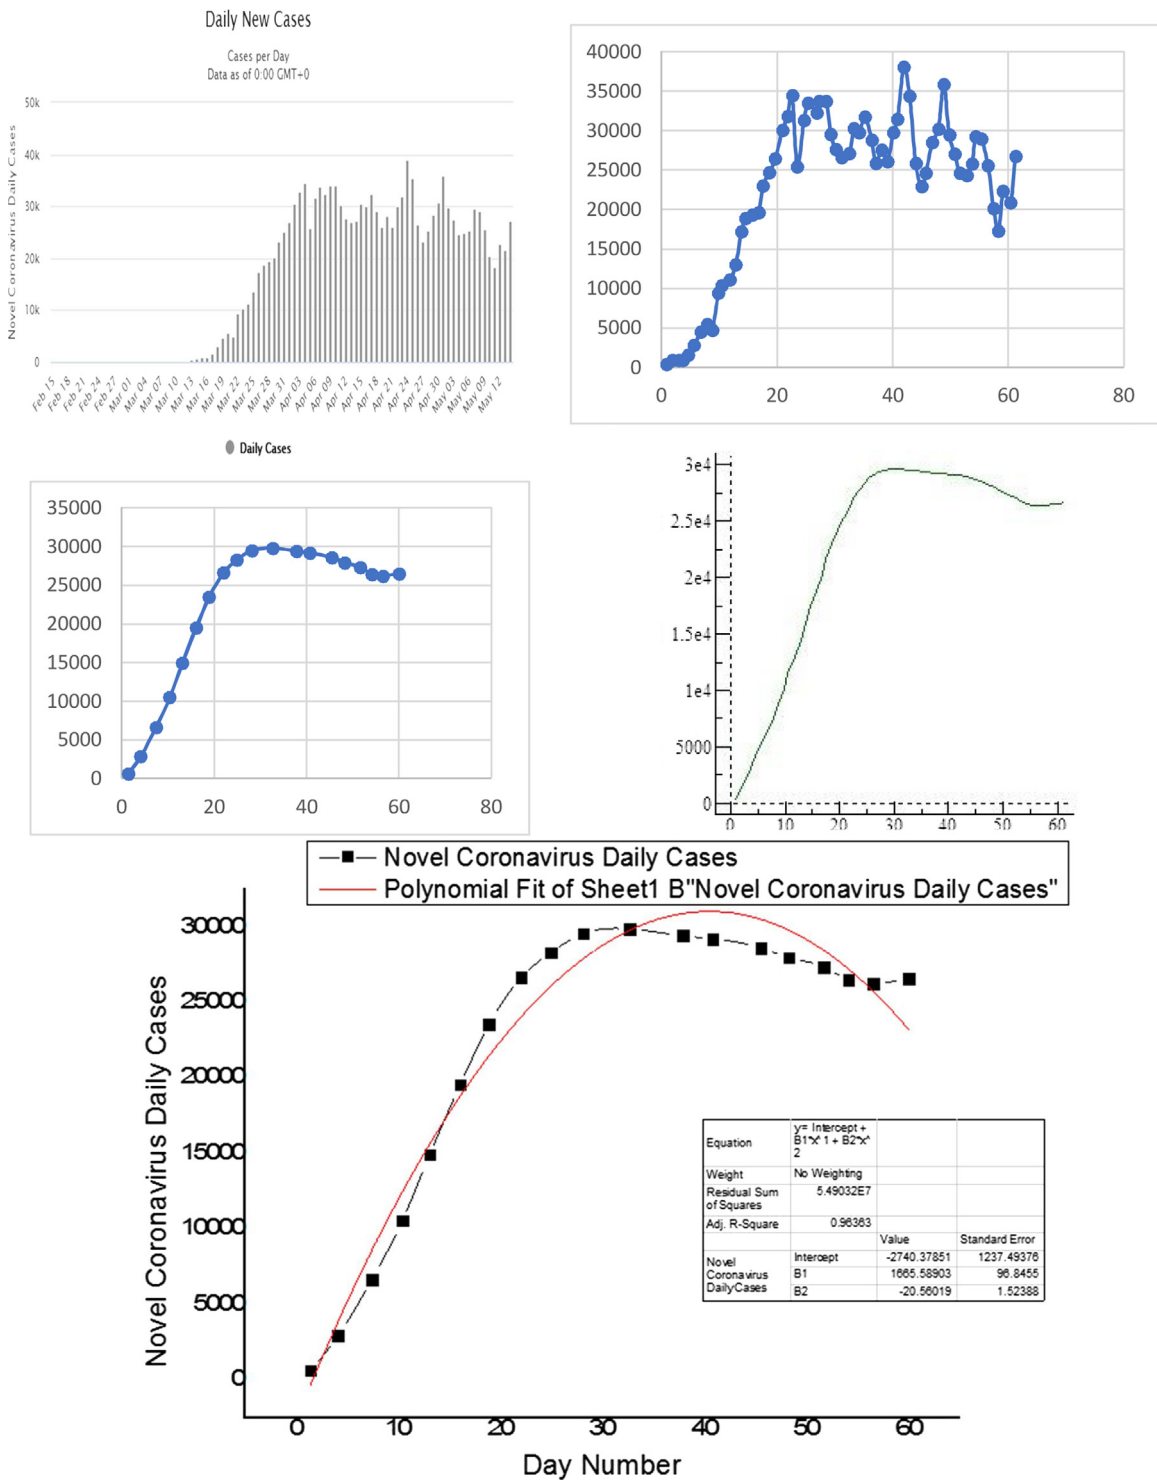 Daily New Cases
Cases per Day
Data as of 0:00 GMT+0
Novel Coronavirus Daily Cases
50k
40k
30k
20k
10k
0
Feb 15
Feb 18
Feb 21
Feb 24
Feb 27
Mar 01
Mar 04
Mar 07
Mar 10
Mar 13
Mar 16
Mar 19
Mar 22
Mar 25
Mar 28
Mar 31
Apr 03
Apr 06
Apr 09
Apr 12
Apr 15
Apr 18
Apr 21
Apr 24
Apr 27
Apr 30
May 03
May 06
May 09
May 12
Daily Cases
40000
35000
30000
25000
20000
15000
10000
5000
0
0 20 40 60 80
35000
30000
25000
20000
15000
10000
5000
0
0 20 40 60 80
3e4
2.5e4
2e4
1.5e4
1e4
5000
0
0 10 20 30 40 50 60
Novel Coronavirus Daily Cases
Polynomial Fit of Sheet1 B"Novel Coronavirus Daily Cases"
Novel Coronavirus Daily Cases
30000
25000
20000
15000
10000
5000
0
0 10 20 30 40 50 60
Day Number
Equation y= Intercept + B1*x^1 + B2*x^2
Weight No Weighting
Residual Sum of Squares 5.49032E7
Adj. R-Square 0.96363
Value Standard Error
Novel Coronavirus DailyCases Intercept -2740.37851 1237.49376
B1 1665.58903 96.8455
B2 -20.56019 1.52388